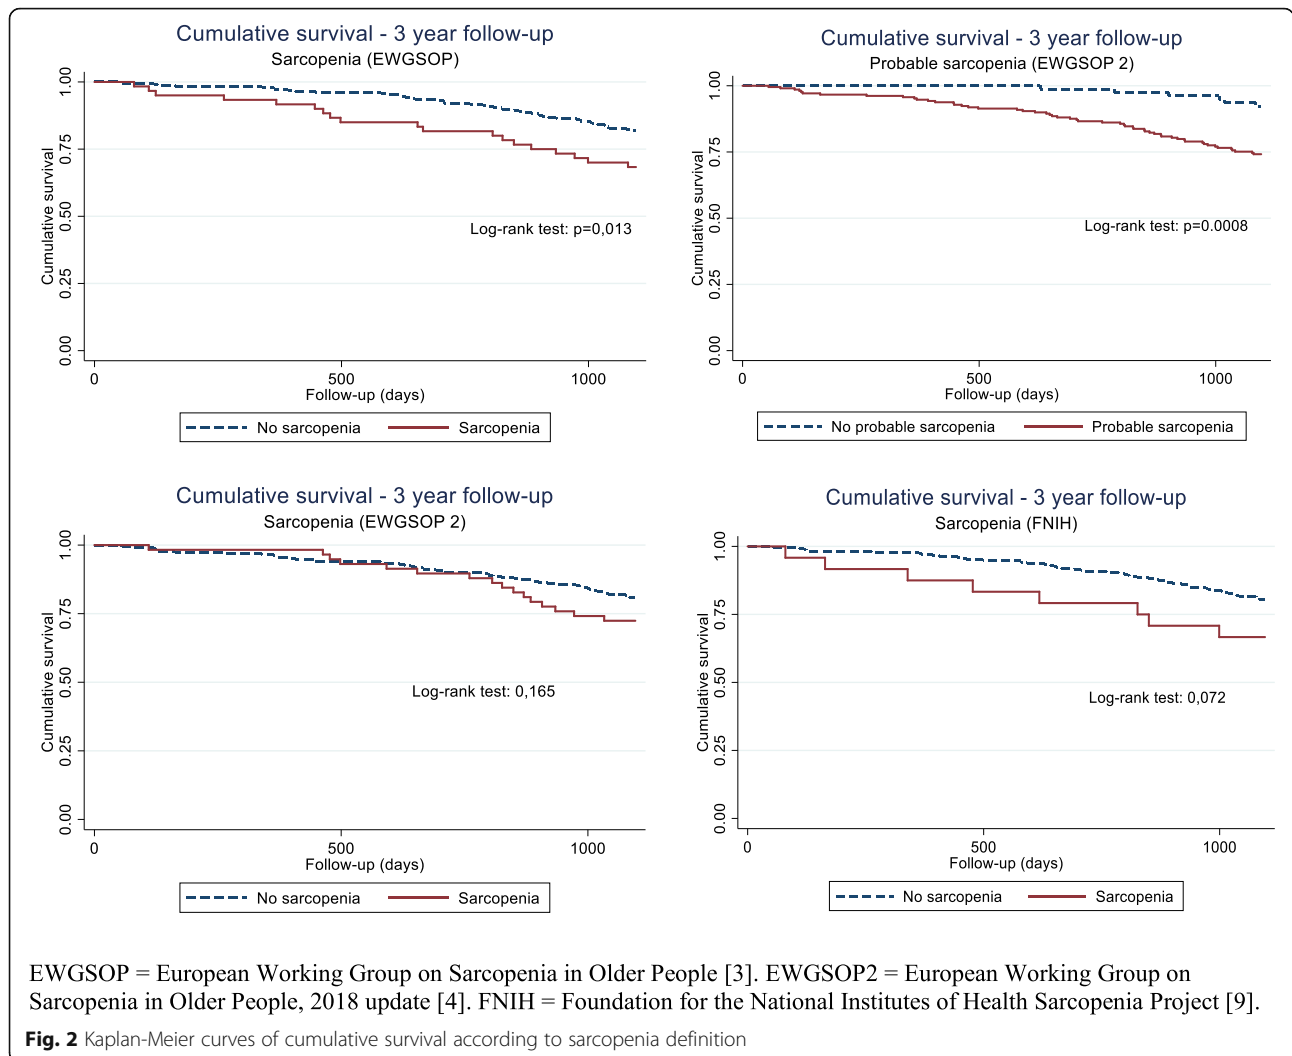 Cumulative survival - 3 year follow-up
Sarcopenia (EWGSOP)
Cumulative survival
1.00
0.75
0.50
0.25
0.00
Log-rank test: p=0,013
0
500
1000
Follow-up (days)
No sarcopenia
Sarcopenia
Cumulative survival - 3 year follow-up
Probable sarcopenia (EWGSOP 2)
Cumulative survival
1.00
0.75
0.50
0.25
0.00
Log-rank test: p=0.0008
0
500
1000
Follow-up (days)
No probable sarcopenia
Probable sarcopenia
Cumulative survival - 3 year follow-up
Sarcopenia (EWGSOP 2)
Cumulative survival
1.00
0.75
0.50
0.25
0.00
Log-rank test: 0,165
0
500
1000
Follow-up (days)
No sarcopenia
Sarcopenia
Cumulative survival - 3 year follow-up
Sarcopenia (FNIH)
Cumulative survival
1.00
0.75
0.50
0.25
0.00
Log-rank test: 0,072
0
500
1000
Follow-up (days)
No sarcopenia
Sarcopenia
EWGSOP = European Working Group on Sarcopenia in Older People [3]. EWGSOP2 = European Working Group on
Sarcopenia in Older People, 2018 update [4]. FNIH = Foundation for the National Institutes of Health Sarcopenia Project [9].
Fig. 2 Kaplan-Meier curves of cumulative survival according to sarcopenia definition